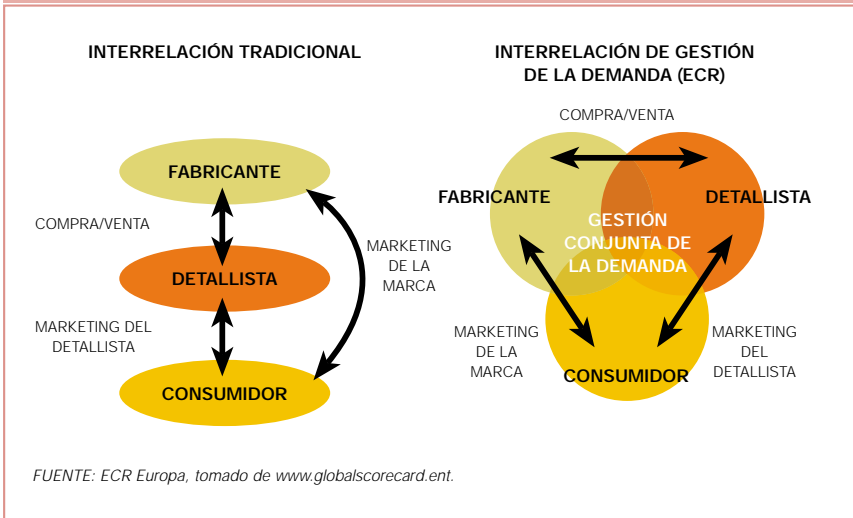 INTERRELACIÓN TRADICIONAL
FABRICANTE
COMPRA/VENTA
MARKETING
DE LA
MARCA
DETALLISTA
MARKETING DEL
DETALLISTA
CONSUMIDOR
INTERRELACIÓN DE GESTIÓN
DE LA DEMANDA (ECR)
COMPRA/VENTA
FABRICANTE
DETALLISTA
GESTIÓN
CONJUNTA DE
LA DEMANDA
MARKETING
DE LA
MARCA
MARKETING
DEL
DETALLISTA
CONSUMIDOR
FUENTE: ECR Europa, tomado de www.globalscorecard.ent.